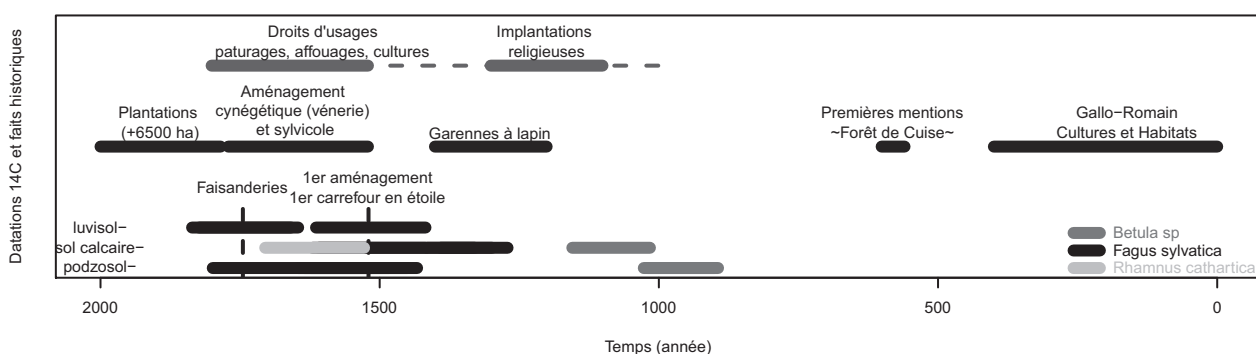 Datations 14C et faits historiques
Droits d'usages
paturages, affouages, cultures
Implantations
religieuses
Plantations
(+6500 ha)
Aménagement
cynégétique (vénerie)
et sylvicole
Garennes à lapin
Premières mentions
~Forêt de Cuise~
Gallo−Romain
Cultures et Habitats
Faisanderies
1er aménagement
1er carrefour en étoile
luvisol−
sol calcaire−
podzosol−
Betula sp
Fagus sylvatica
Rhamnus cathartica
2000 1500 1000 500 0
Temps (année)